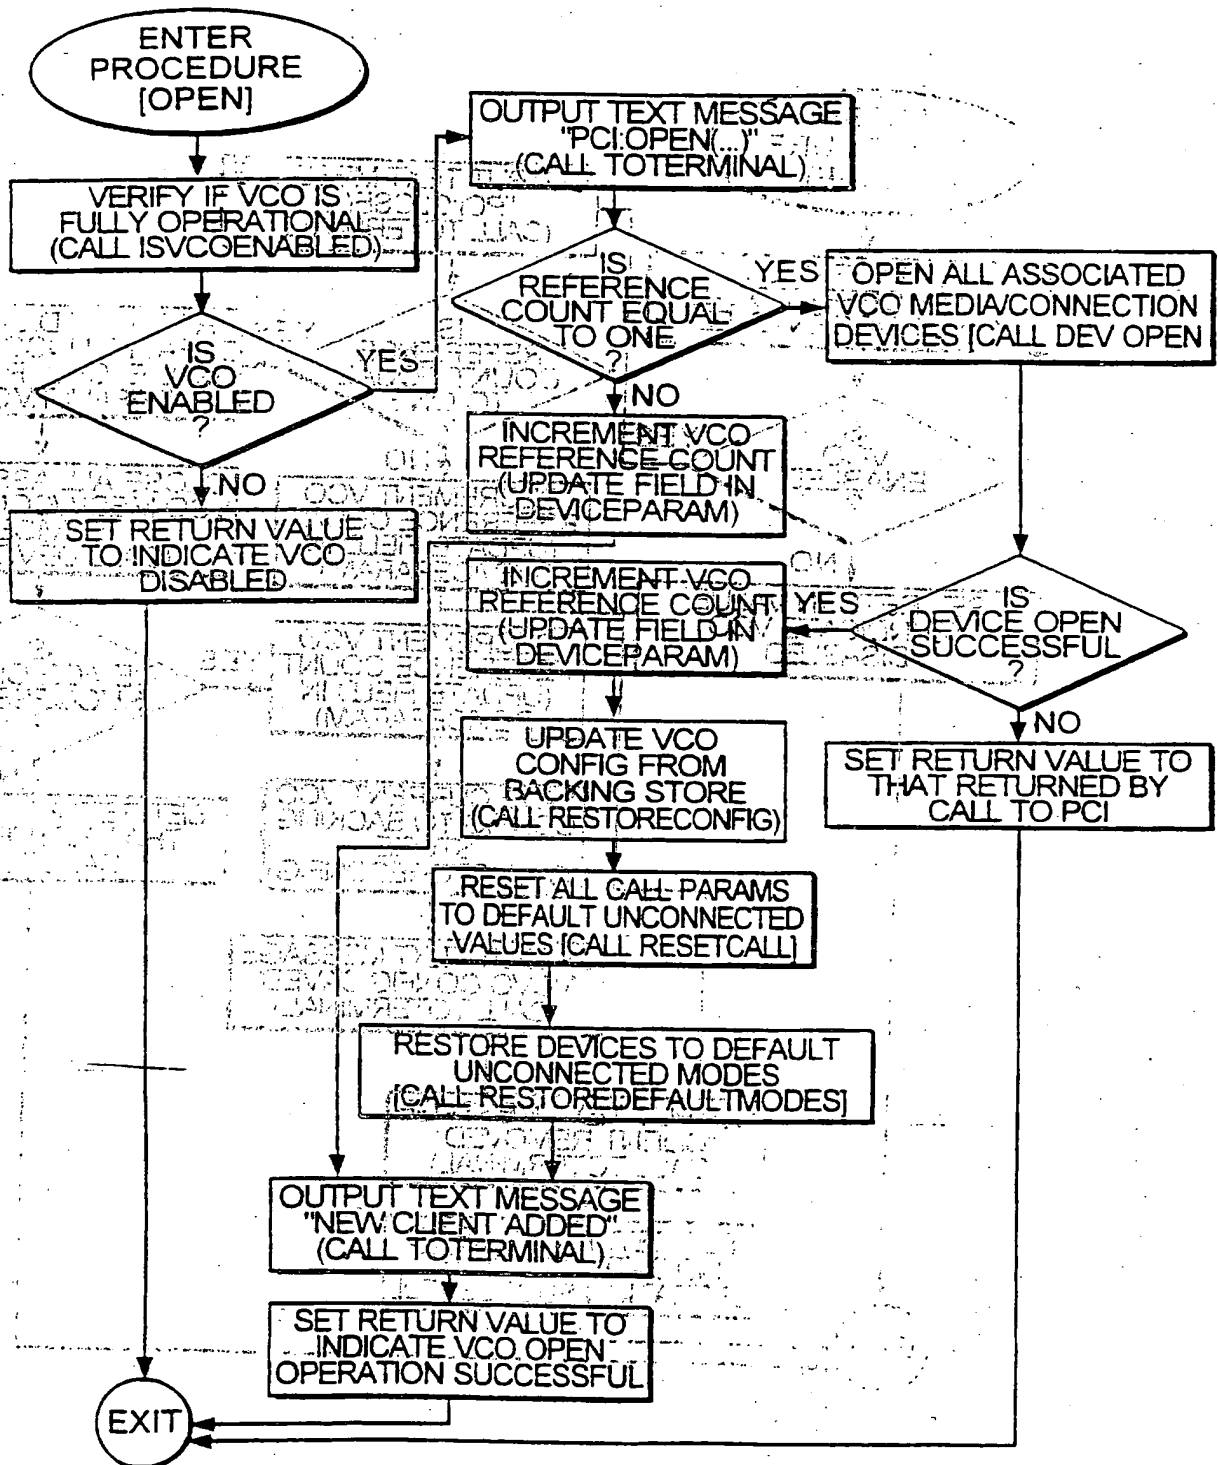 ENTER
PROCEDURE
[OPEN]
VERIFY IF VCO IS
FULLY OPERATIONAL
(CALL ISVCOENABLED)
IS
VCO
ENABLED
?
YES
NO
SET RETURN VALUE
TO INDICATE VCO
DISABLED
OUTPUT TEXT MESSAGE
"PCI:OPEN(...)"
(CALL TOTERMINAL)
IS
REFERENCE
COUNT EQUAL
TO ONE
?
YES
NO
OPEN ALL ASSOCIATED
VCO MEDIA/CONNECTION
DEVICES [CALL DEV OPEN
INCREMENT VCO
REFERENCE COUNT
(UPDATE FIELD IN
DEVICEPARAM)
IS
DEVICE OPEN
SUCCESSFUL
?
YES
NO
INCREMENT VCO
REFERENCE COUNT
(UPDATE FIELD IN
DEVICEPARAM)
SET RETURN VALUE TO
THAT RETURNED BY
CALL TO PCI
UPDATE VCO
CONFIG FROM
BACKING STORE
(CALL RESTORECONFIG)
RESET ALL CALL PARAMS
TO DEFAULT UNCONNECTED
VALUES [CALL RESETCALL]
RESTORE DEVICES TO DEFAULT
UNCONNECTED MODES
[CALL RESTOREDEFAULTMODES]
OUTPUT TEXT MESSAGE
"NEW CLIENT ADDED"
(CALL TOTERMINAL)
SET RETURN VALUE TO
INDICATE VCO OPEN
OPERATION SUCCESSFUL
EXIT